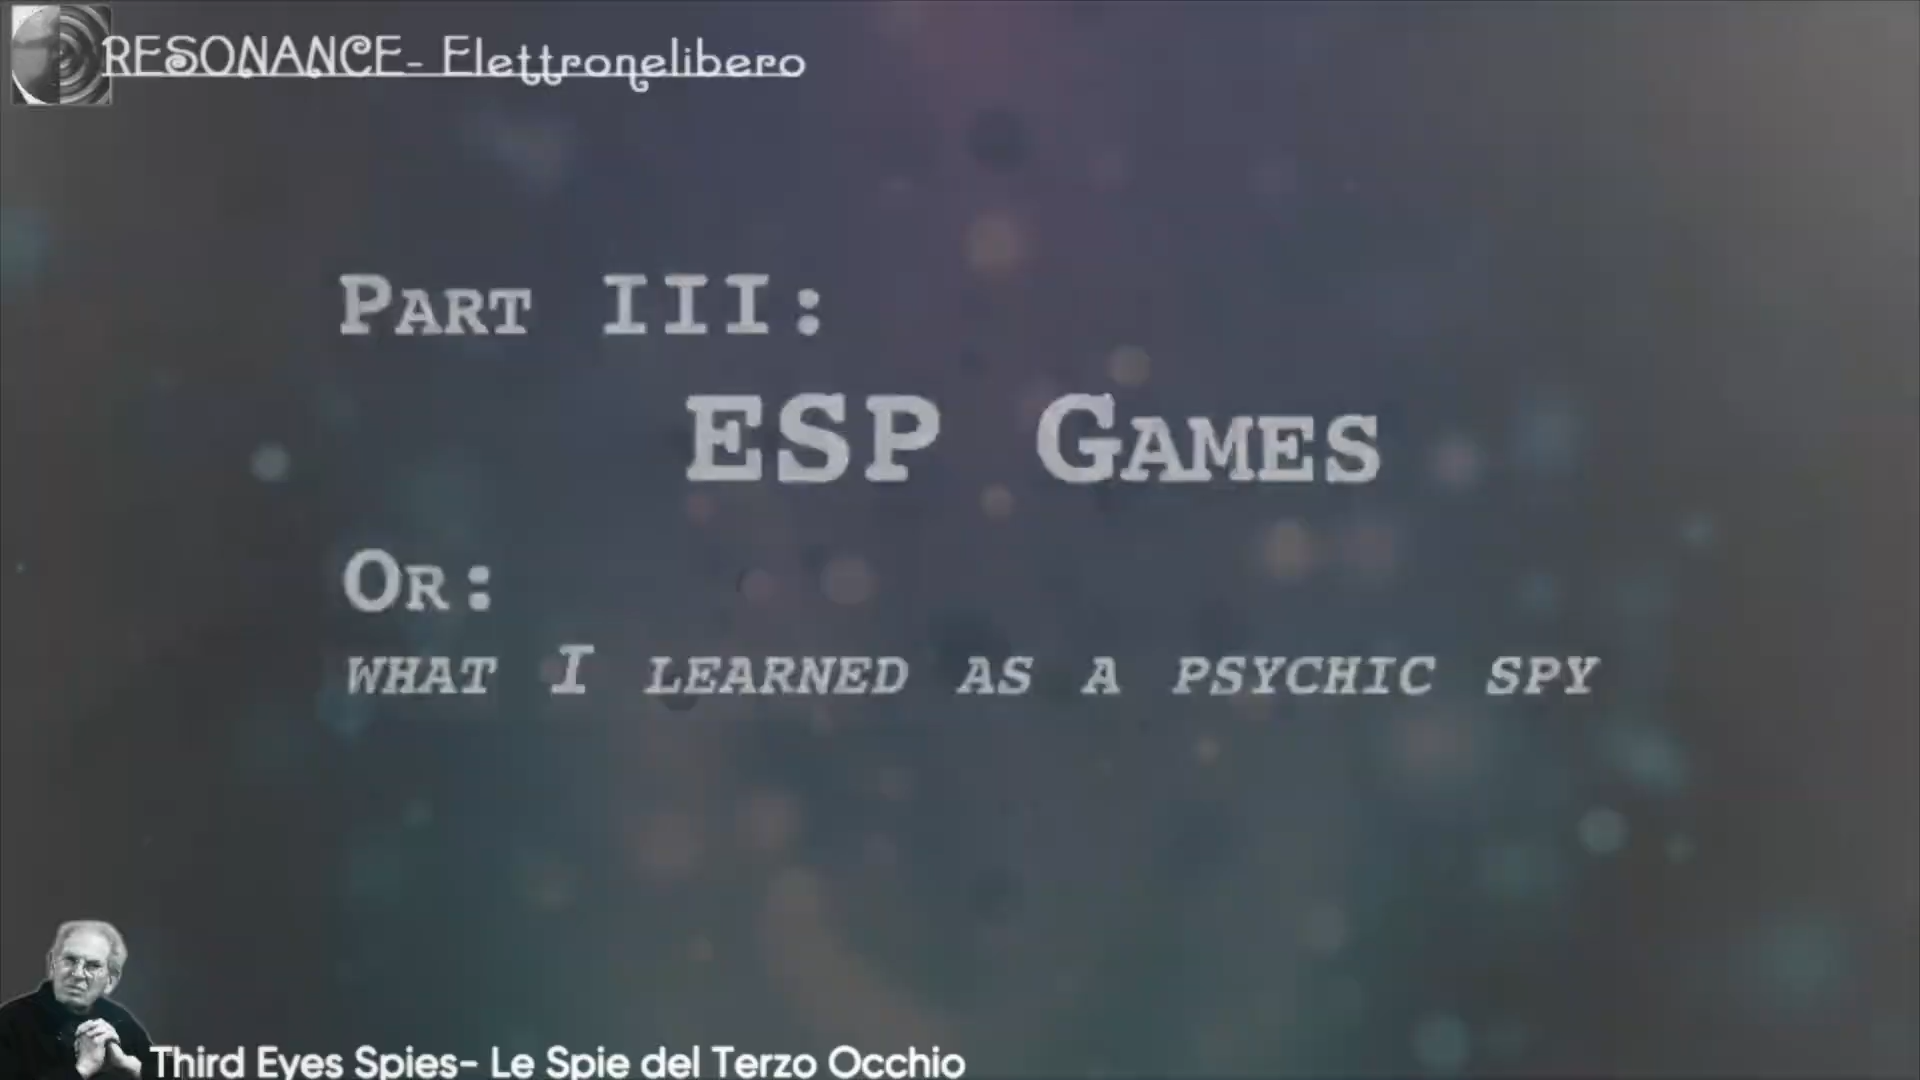 RESONANCE- Elettronelibero
PART III:
ESP GAMES
OR:
WHAT I LEARNED AS A PSYCHIC SPY
Third Eyes Spies- Le Spie del Terzo Occhio